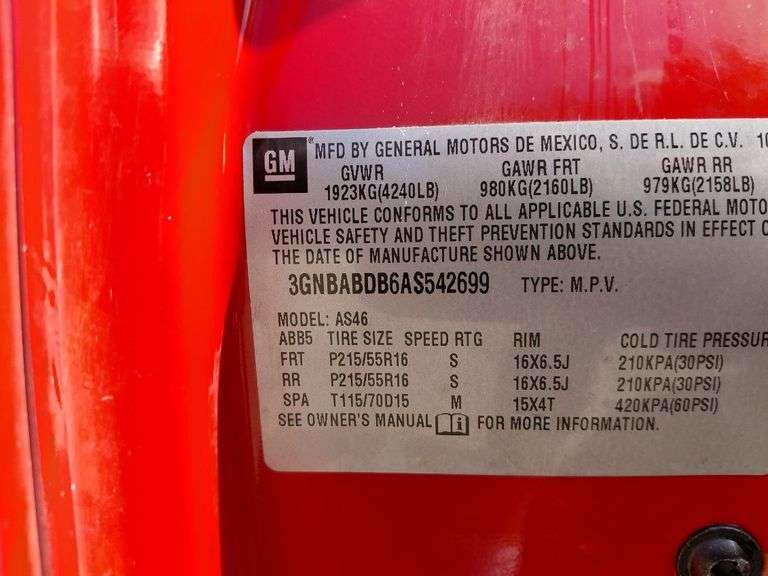 GM ® MFD BY GENERAL MOTORS DE MEXICO, S. DE R.L. DE C.V. 10
GVWR GAWR FRT GAWR RR
1923KG(4240LB) 980KG(2160LB) 979KG(2158LB)
THIS VEHICLE CONFORMS TO ALL APPLICABLE U.S. FEDERAL MOTO
VEHICLE SAFETY AND THEFT PREVENTION STANDARDS IN EFFECT O
THE DATE OF MANUFACTURE SHOWN ABOVE.
3GNBABDB6AS542699 TYPE: M.P.V.
MODEL: AS46
ABB5 TIRE SIZE SPEED RTG RIM COLD TIRE PRESSUR
FRT P215/55R16 S 16X6.5J 210KPA(30PSI)
RR P215/55R16 S 16X6.5J 210KPA(30PSI)
SPA T115/70D15 M 15X4T 420KPA(60PSI)
SEE OWNER'S MANUAL i FOR MORE INFORMATION.